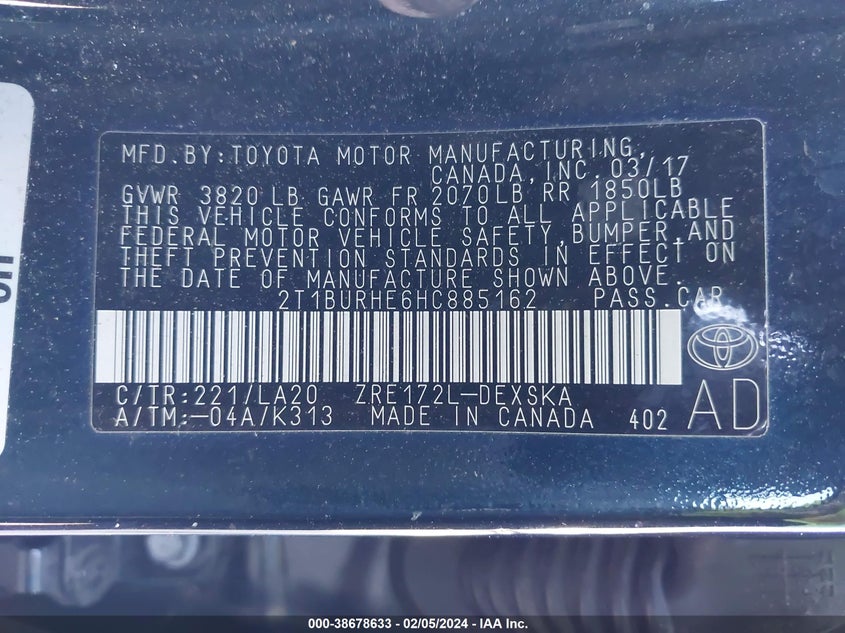 MFD.BY:TOYOTA MOTOR MANUFACTURING,
CANADA,INC. 03/17
GVWR 3820 LB GAWR FR 2070LB RR 1850LB
THIS VEHICLE CONFORMS TO ALL APPLICABLE
FEDERAL MOTOR VEHICLE SAFETY,BUMPER,AND
THEFT PREVENTION STANDARDS IN EFFECT ON
THE DATE OF MANUFACTURE SHOWN ABOVE.
2T1BURHE6HC885162 PASS.CAR
C/TR:221/LA20 ZRE172L-DEXSKA
A/TM:-04A/K313 MADE IN CANADA 402 AD
000-38678633 - 02/05/2024 - IAA Inc.